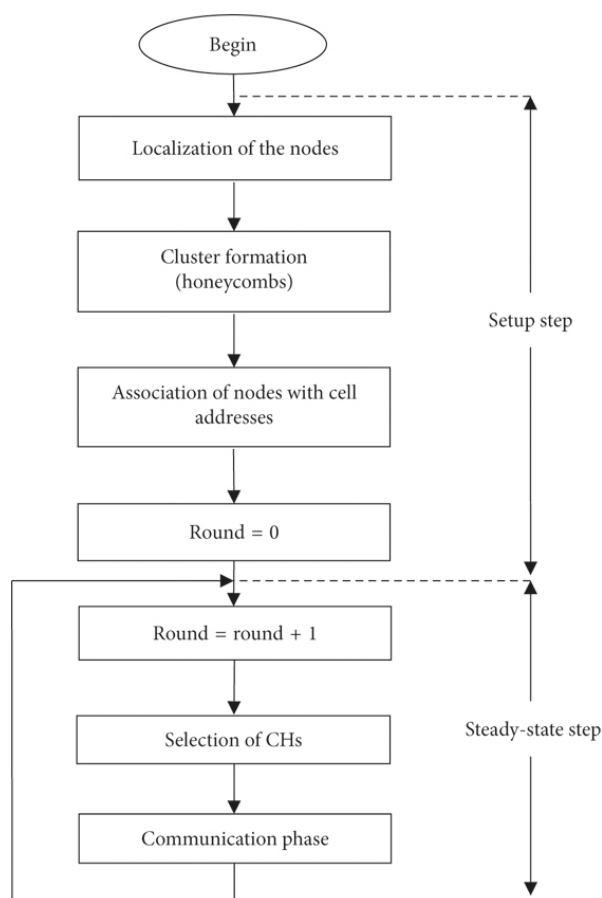 Begin
Localization of the nodes
Cluster formation
(honeycombs)
Setup step
Association of nodes with cell
addresses
Round = 0
Round = round + 1
Selection of CHs
Steady-state step
Communication phase